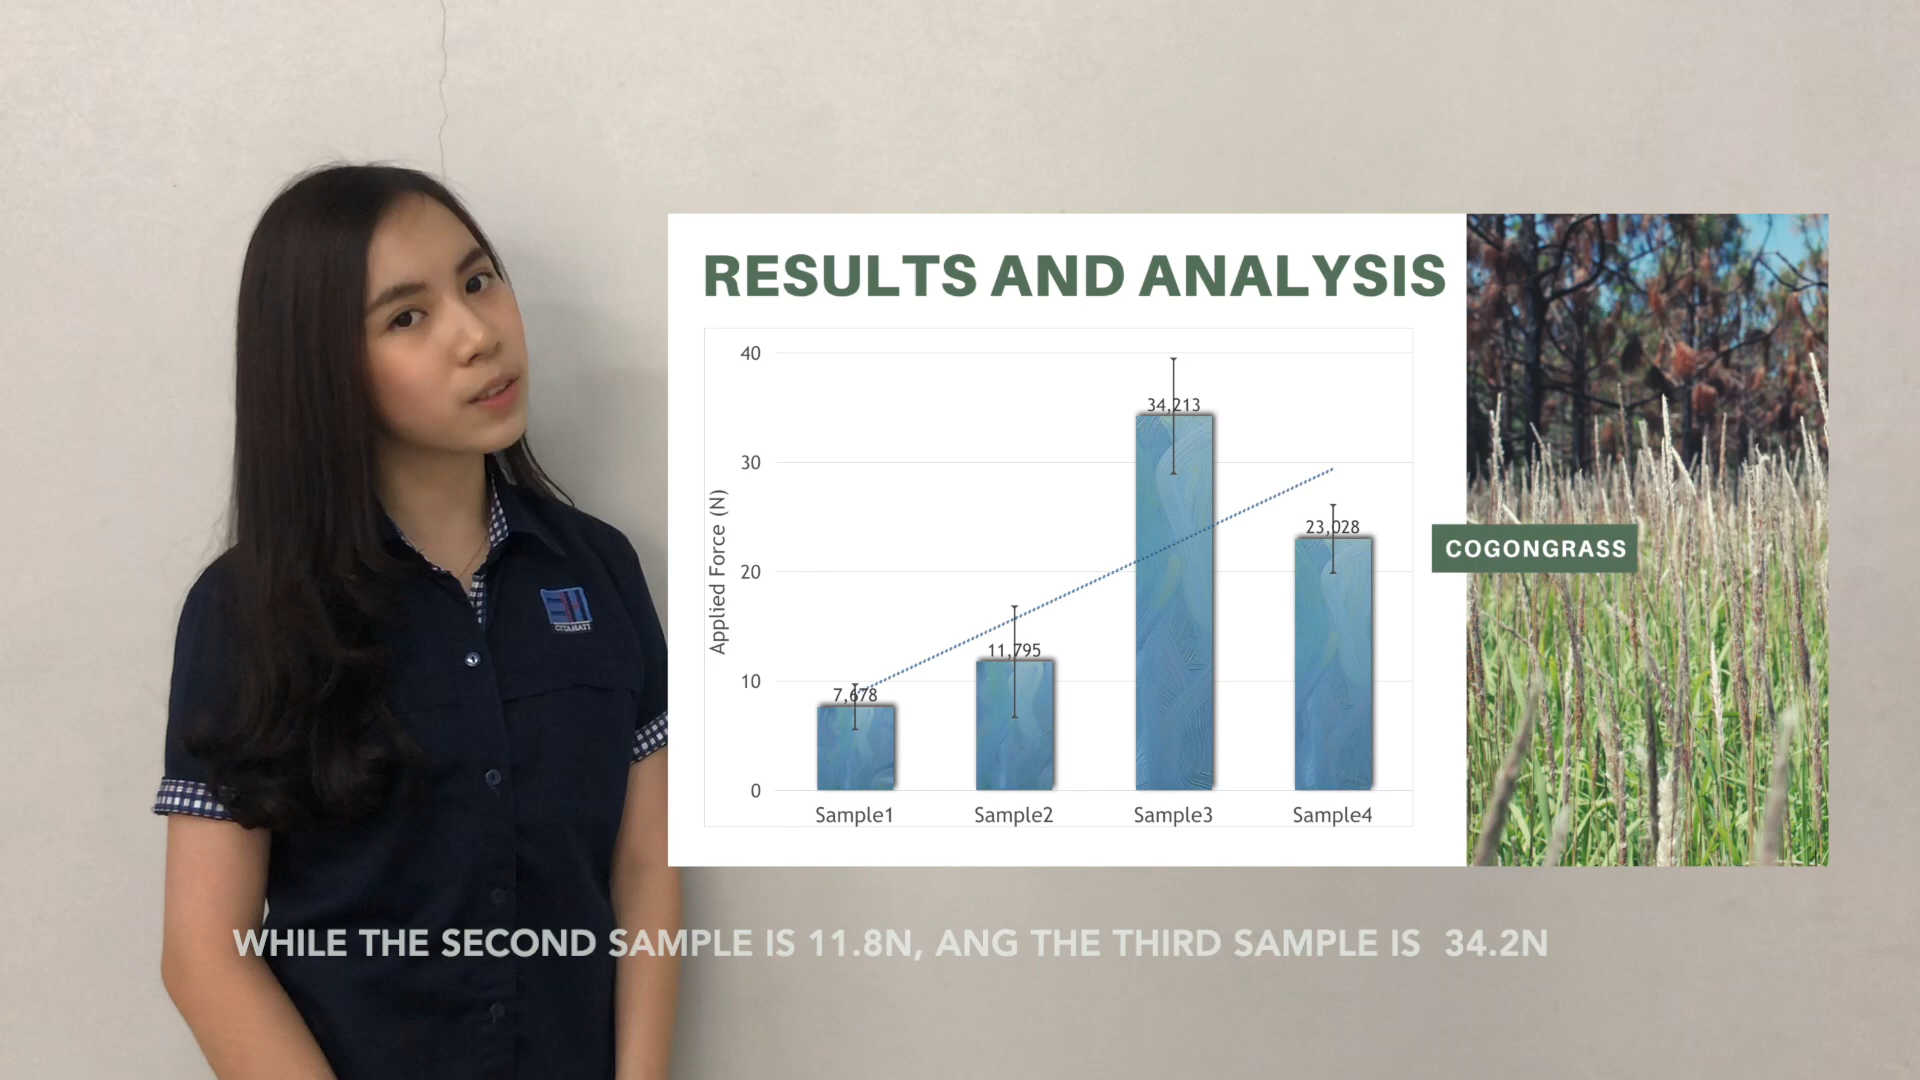 RESULTS AND ANALYSIS
40
30
20
10
0
Applied Force (N)
7,678
11,795
34,213
23,028
Sample1 Sample2 Sample3 Sample4
COGONGRASS
CITAHATI
WHILE THE SECOND SAMPLE IS 11.8N, ANG THE THIRD SAMPLE IS 34.2N